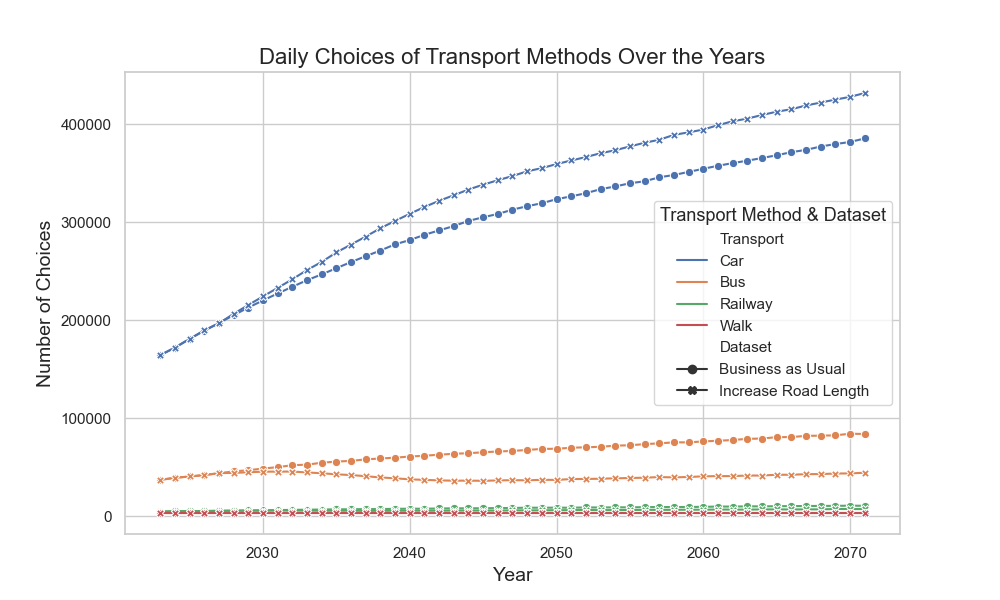 Daily Choices of Transport Methods Over the Years
400000
300000
200000
100000
0
Number of Choices
Transport Method & Dataset
Transport
Car
Bus
Railway
Walk
Dataset
Business as Usual
Increase Road Length
2030
2040
2050
2060
2070
Year